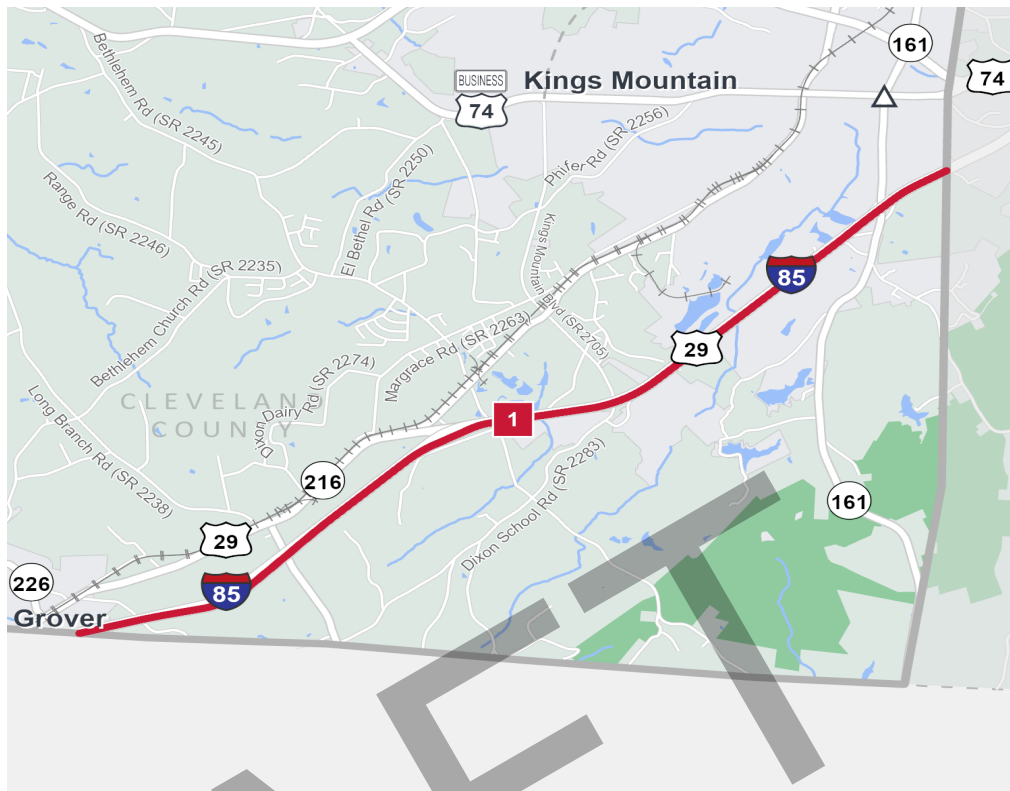 161
BUSINESS
Kings Mountain
74
74
Bethlehem Rd (SR 2245)
Phifer Rd (SR 2256)
El Bethel Rd (SR 2250)
Range Rd (SR 2246)
Kings Mountain Blvd (SR 2705)
Bethlehem Church Rd (SR 2235)
85
Margrace Rd (SR 2263)
29
Dixon Dairy Rd (SR 2274)
CLEVELAND
COUNTY
1
Long Branch Rd (SR 2238)
216
Dixon School Rd (SR 2283)
161
29
226
85
Grover